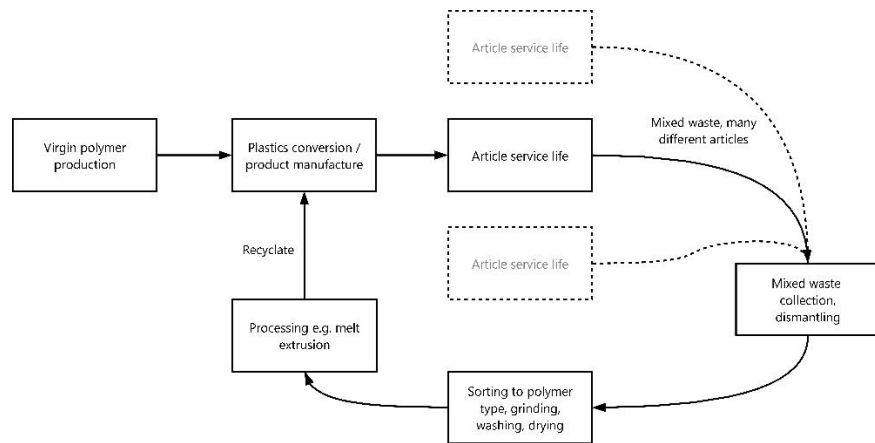 Article service life
Virgin polymer
production
Plastics conversion /
product manufacture
Article service life
Mixed waste, many
different articles
Recyclate
Article service life
Mixed waste
collection,
dismantling
Processing e.g. melt
extrusion
Sorting to polymer
type, grinding,
washing, drying